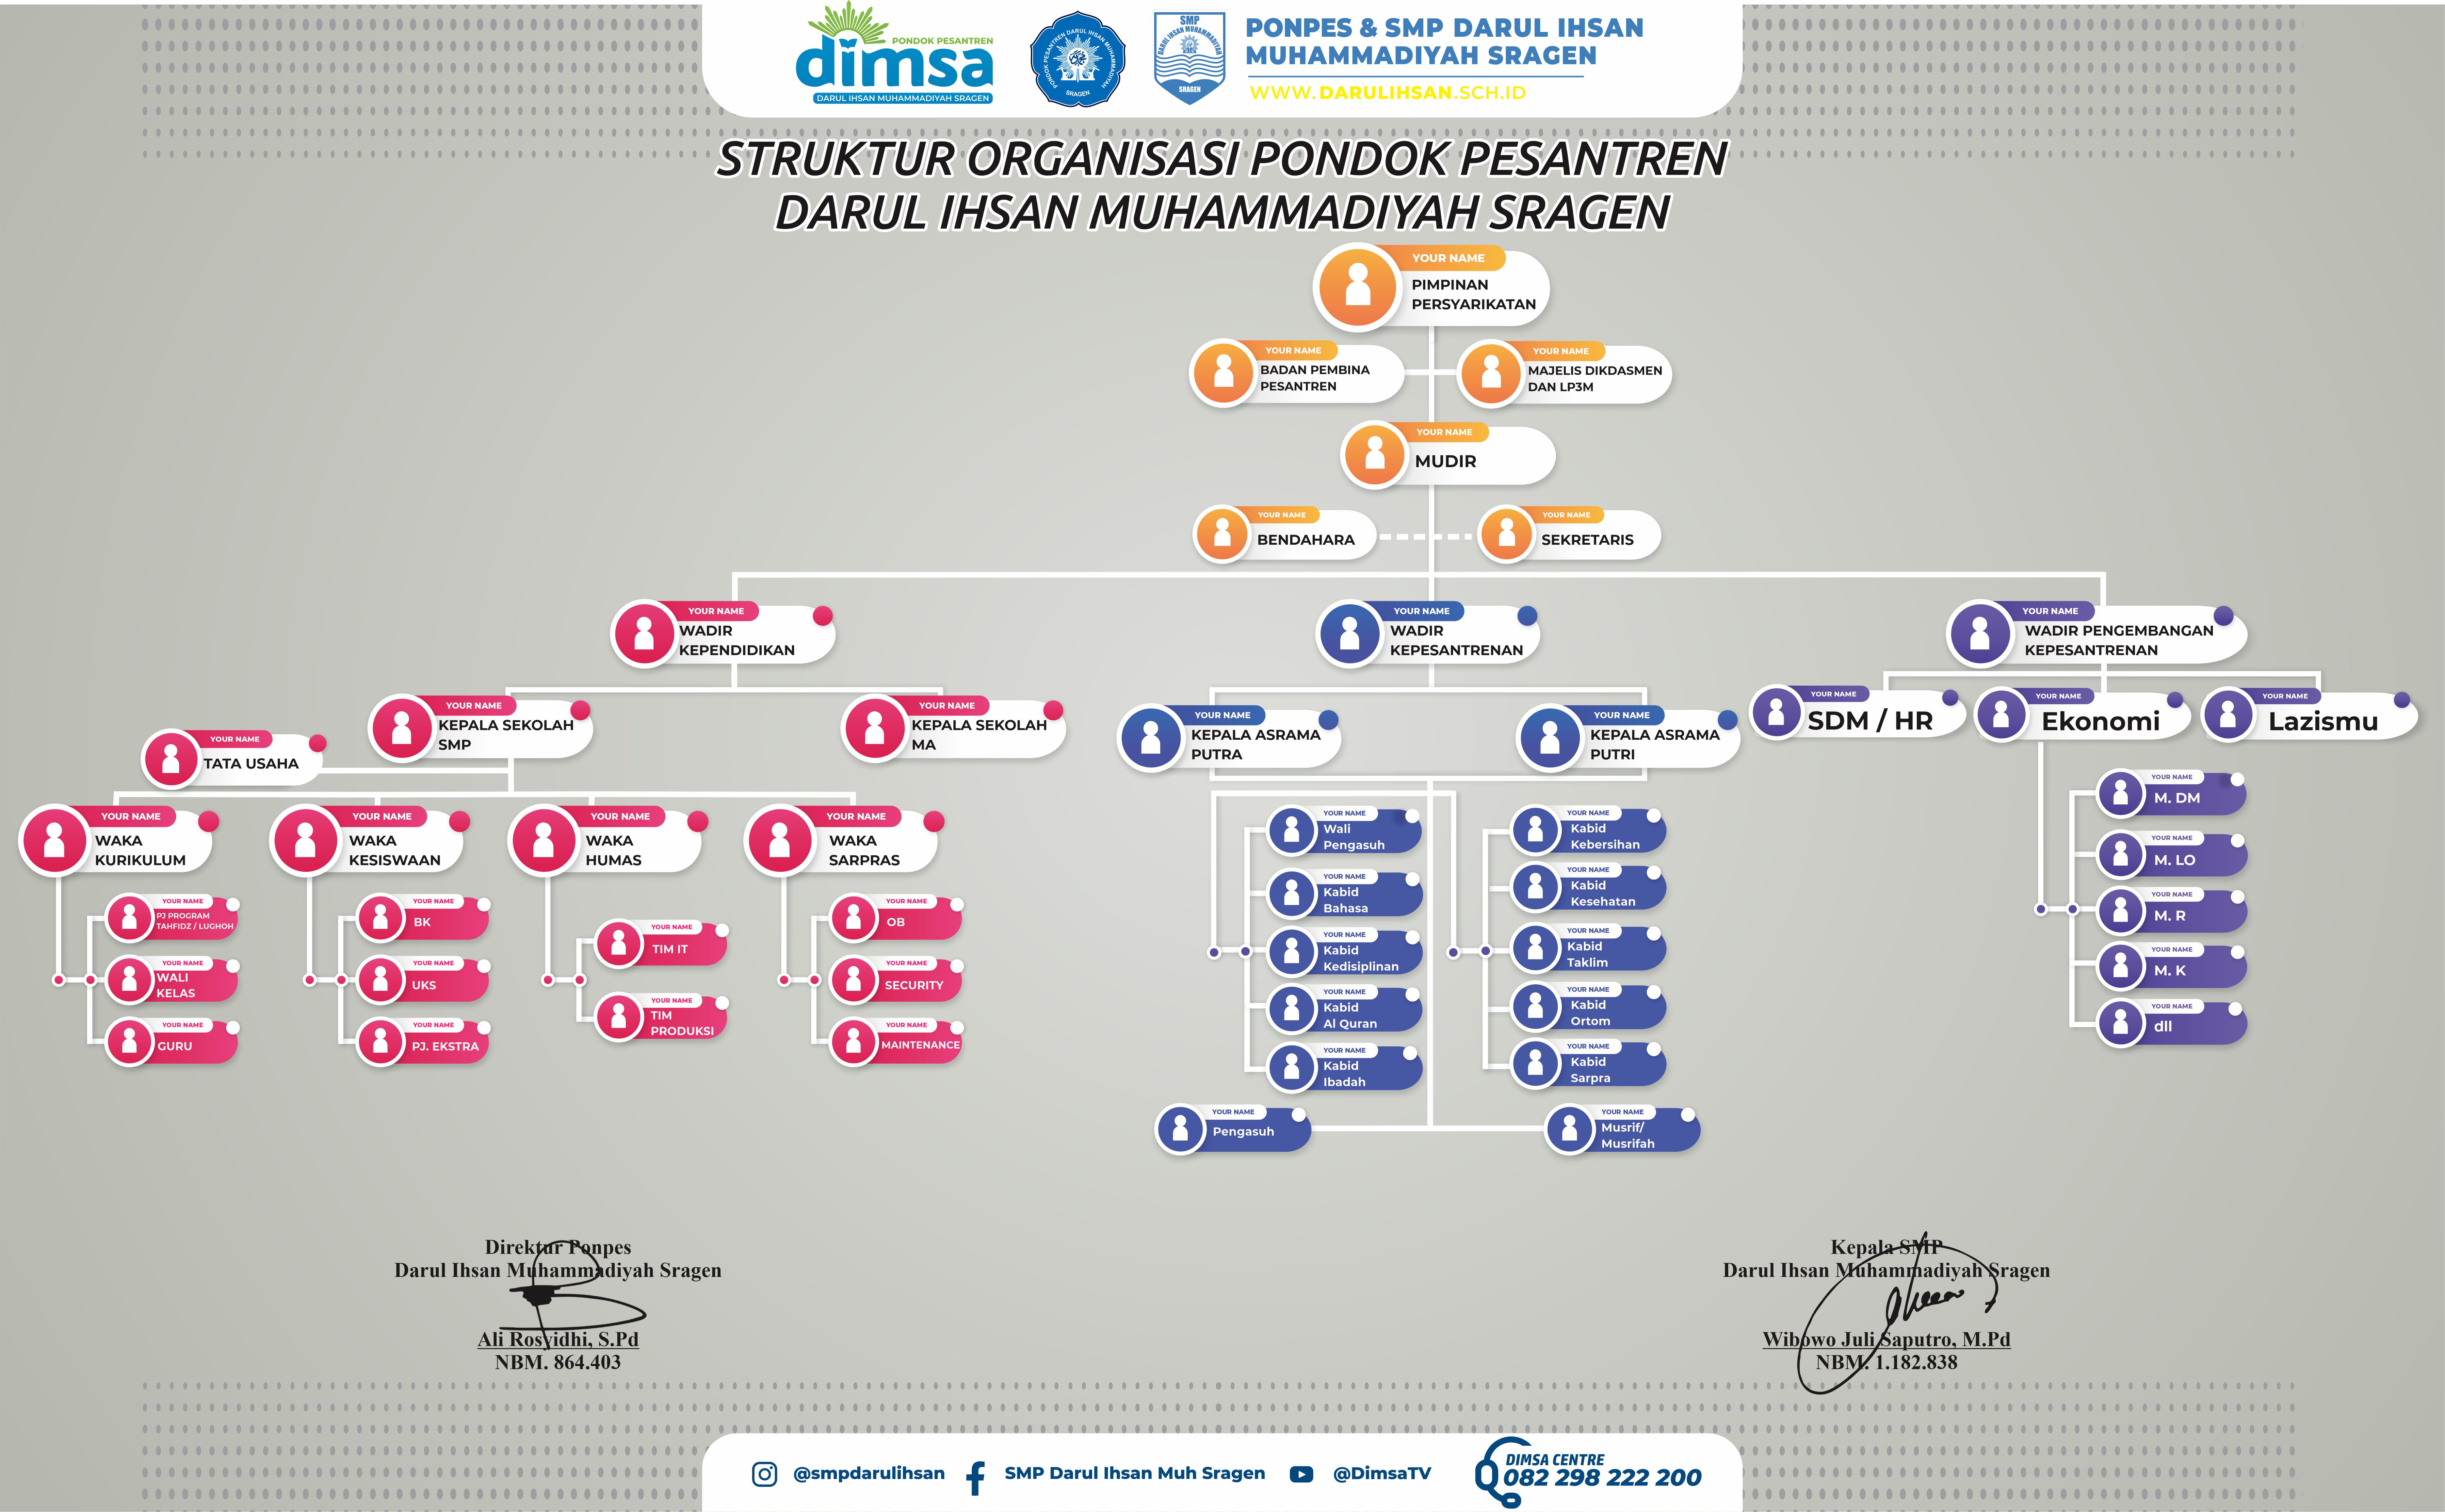 PONDOK PESANTREN
dimsa
DARUL IHSAN MUHAMMADIYAH SRAGEN
PONDOK PESANTREN DARUL IHSAN MUHAMMADIYAH
SRAGEN
SMP
DARUL IHSAN MUHAMMADIYAH
SRAGEN
PONPES & SMP DARUL IHSAN
MUHAMMADIYAH SRAGEN
WWW.DARULIHSAN.SCH.ID
STRUKTUR ORGANISASI PONDOK PESANTREN
DARUL IHSAN MUHAMMADIYAH SRAGEN
YOUR NAME
PIMPINAN
PERSYARIKATAN
YOUR NAME
BADAN PEMBINA
PESANTREN
YOUR NAME
MAJELIS DIKDASMEN
DAN LP3M
YOUR NAME
MUDIR
YOUR NAME
BENDAHARA
YOUR NAME
SEKRETARIS
YOUR NAME
WADIR
KEPENDIDIKAN
YOUR NAME
WADIR
KEPESANTRENAN
YOUR NAME
WADIR PENGEMBANGAN
KEPESANTRENAN
YOUR NAME
KEPALA SEKOLAH
SMP
YOUR NAME
KEPALA SEKOLAH
MA
YOUR NAME
TATA USAHA
YOUR NAME
WAKA
KURIKULUM
YOUR NAME
WAKA
KESISWAAN
YOUR NAME
WAKA
HUMAS
YOUR NAME
WAKA
SARPRAS
YOUR NAME
PJ PROGRAM
TAHFIDZ / LUGHOH
YOUR NAME
WALI
KELAS
YOUR NAME
GURU
YOUR NAME
BK
YOUR NAME
UKS
YOUR NAME
PJ. EKSTRA
YOUR NAME
TIM IT
YOUR NAME
TIM
PRODUKSI
YOUR NAME
OB
YOUR NAME
SECURITY
YOUR NAME
MAINTENANCE
YOUR NAME
KEPALA ASRAMA
PUTRA
YOUR NAME
KEPALA ASRAMA
PUTRI
YOUR NAME
Wali
Pengasuh
YOUR NAME
Kabid
Bahasa
YOUR NAME
Kabid
Kedisiplinan
YOUR NAME
Kabid
Al Quran
YOUR NAME
Kabid
Ibadah
YOUR NAME
Kabid
Kebersihan
YOUR NAME
Kabid
Kesehatan
YOUR NAME
Kabid
Taklim
YOUR NAME
Kabid
Ortom
YOUR NAME
Kabid
Sarpra
YOUR NAME
Pengasuh
YOUR NAME
Musrif/
Musrifah
YOUR NAME
SDM / HR
YOUR NAME
Ekonomi
YOUR NAME
Lazismu
YOUR NAME
M. DM
YOUR NAME
M. LO
YOUR NAME
M. R
YOUR NAME
M. K
YOUR NAME
dll
Direktur Ponpes
Darul Ihsan Muhammadiyah Sragen
Ali Rosyidhi, S.Pd
NBM. 864.403
Kepala SMP
Darul Ihsan Muhammadiyah Sragen
Wibowo Juli Saputro, M.Pd
NBM. 1.182.838
@smpdarulihsan
SMP Darul Ihsan Muh Sragen
@DimsaTV
DIMSA CENTRE
082 298 222 200